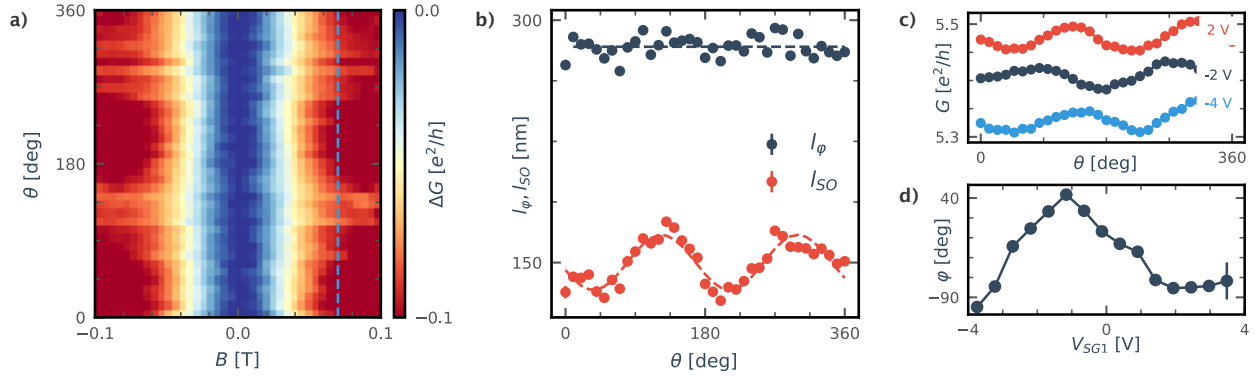 a)
360
180
0
θ [deg]
−0.1
0.0
0.1
B [T]
0.0
−0.1
ΔG [e²/h]
b)
300
150
l_φ, l_SO [nm]
l_φ
l_SO
0
180
360
θ [deg]
c)
5.5
5.3
G [e²/h]
2 V
-2 V
-4 V
0
360
θ [deg]
d)
40
−90
φ [deg]
−4
0
4
V_SG1 [V]